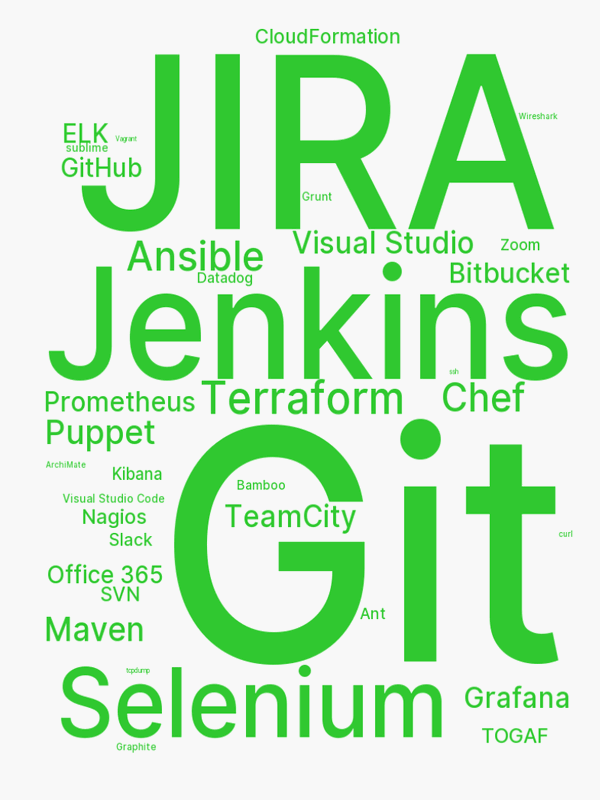 CloudFormation
JIRA
Wireshark
ELK
Vagrant
sublime
GitHub
Grunt
Visual Studio
Zoom
Ansible
Datadog
Bitbucket
Jenkins
ssh
Prometheus
Terraform
Chef
Puppet
Git
ArchiMate
Kibana
Bamboo
Visual Studio Code
Nagios
TeamCity
Slack
curl
Office 365
SVN
Ant
Maven
Selenium
tcpdump
Grafana
TOGAF
Graphite